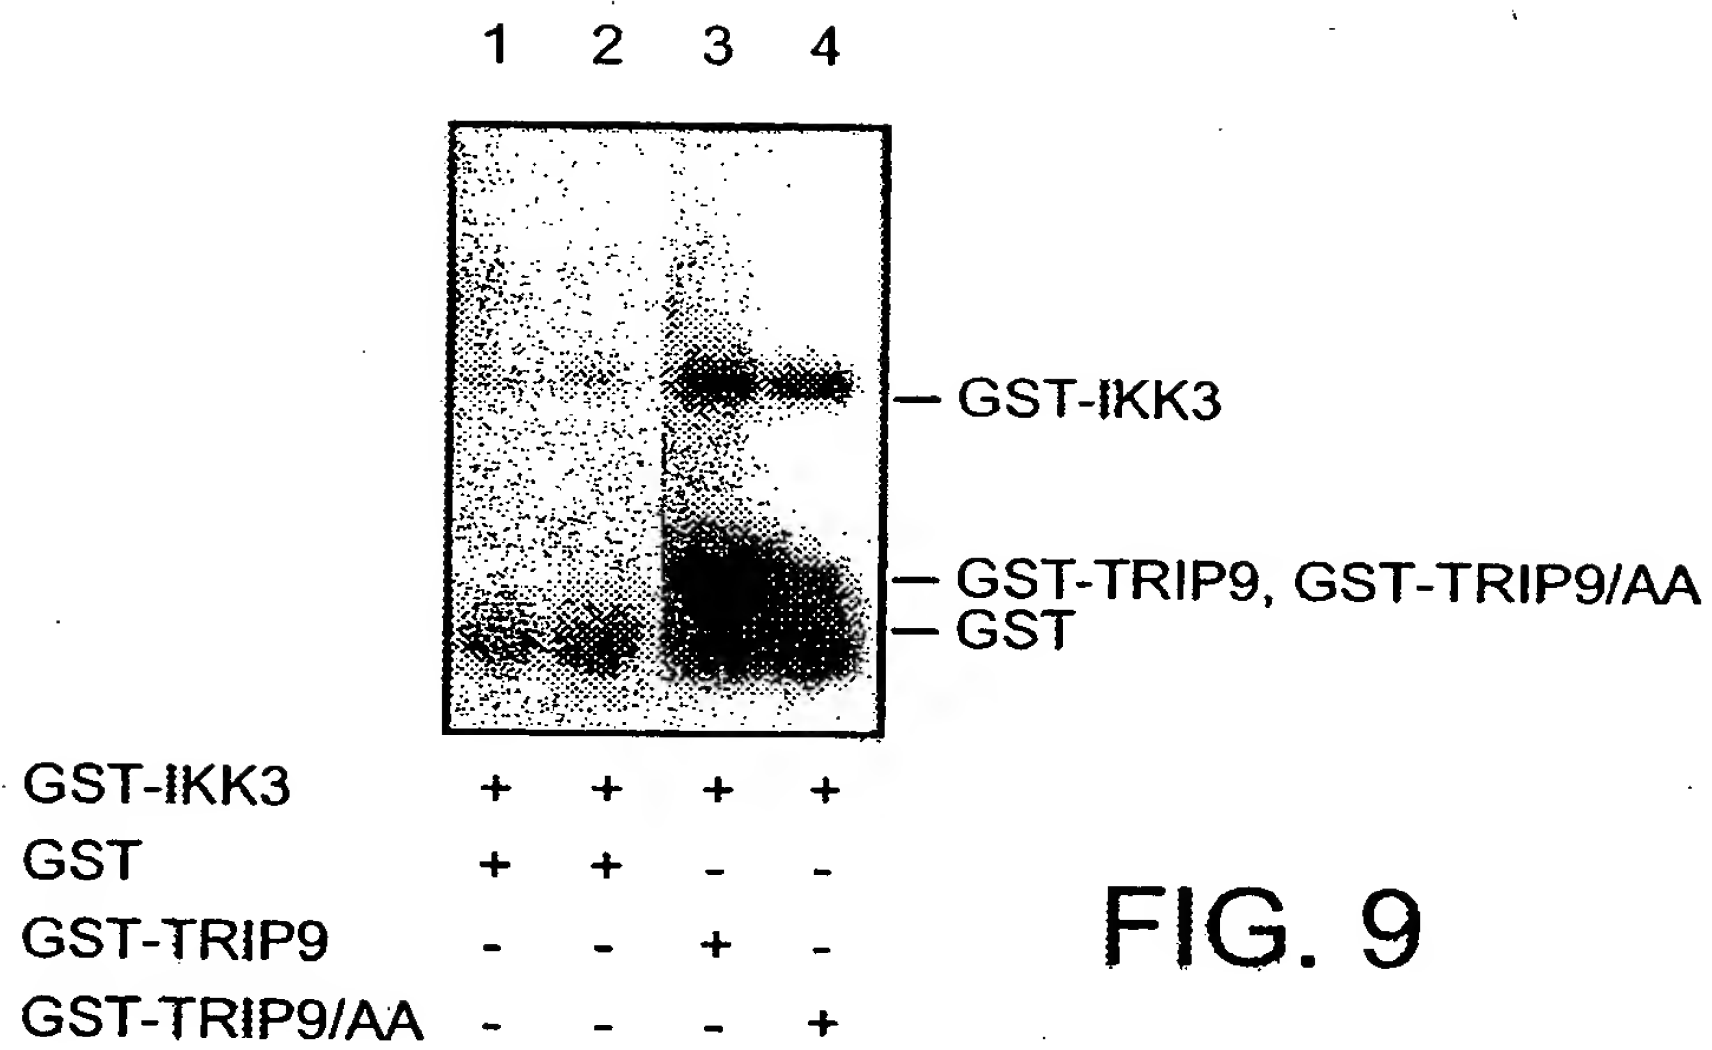 1 2 3 4
GST-IKK3
GST-TRIP9, GST-TRIP9/AA
GST
GST-IKK3 + + + +
GST + + - -
GST-TRIP9 - - + -
GST-TRIP9/AA - - - +
FIG. 9